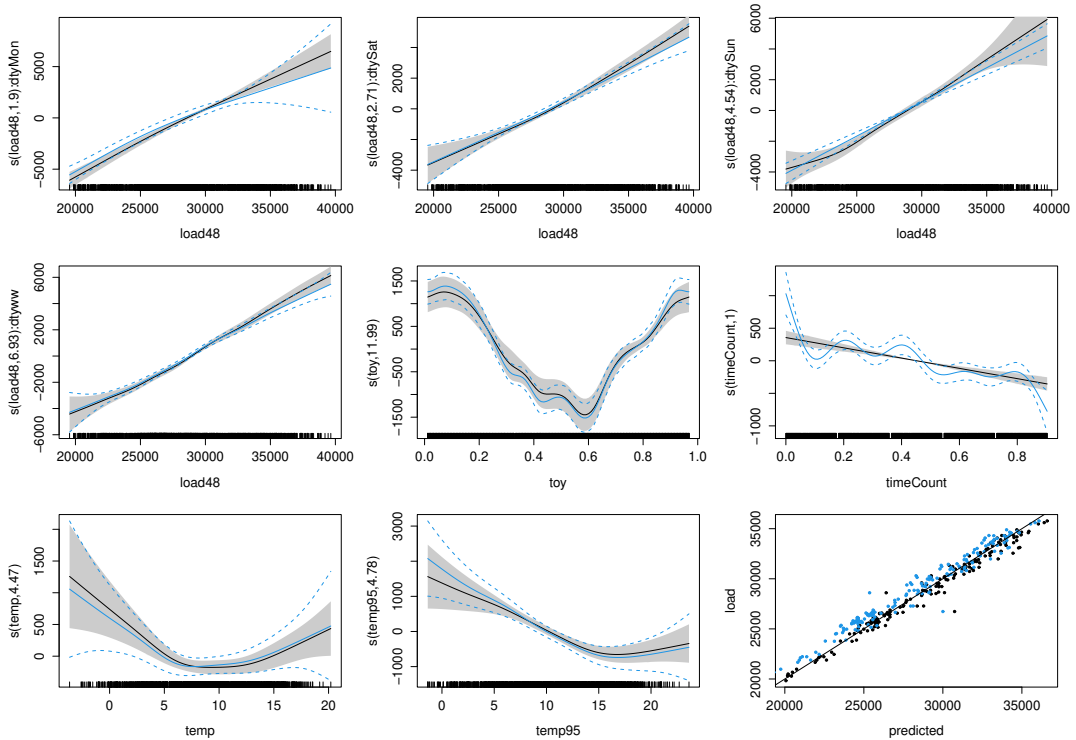 s(load48,1.9):dtyMon
−5000 0 5000
20000 25000 30000 35000 40000
load48
s(load48,2.71):dtySat
−4000 0 2000
20000 25000 30000 35000 40000
load48
s(load48,4.54):dtySun
−4000 0 2000 6000
20000 25000 30000 35000 40000
load48
s(load48,6.93):dtyww
−6000 −2000 2000 6000
20000 25000 30000 35000 40000
load48
s(toy,11.99)
−1500 −500 500 1500
0.0 0.2 0.4 0.6 0.8 1.0
toy
s(timeCount,1)
−1000 0 500
0.0 0.2 0.4 0.6 0.8
timeCount
s(temp,4.47)
0 500 1500
0 5 10 15 20
temp
s(temp95,4.78)
−1000 0 1000 3000
0 5 10 15 20
temp95
load
20000 25000 30000 35000
20000 25000 30000 35000
predicted